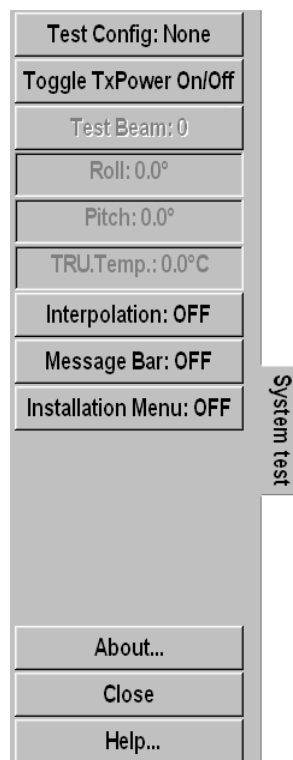 Test Config: None
Toggle TxPower On/Off
Test Beam: 0
Roll: 0.0°
Pitch: 0.0°
TRU.Temp.: 0.0°C
Interpolation: OFF
Message Bar: OFF
Installation Menu: OFF
System test
About...
Close
Help...